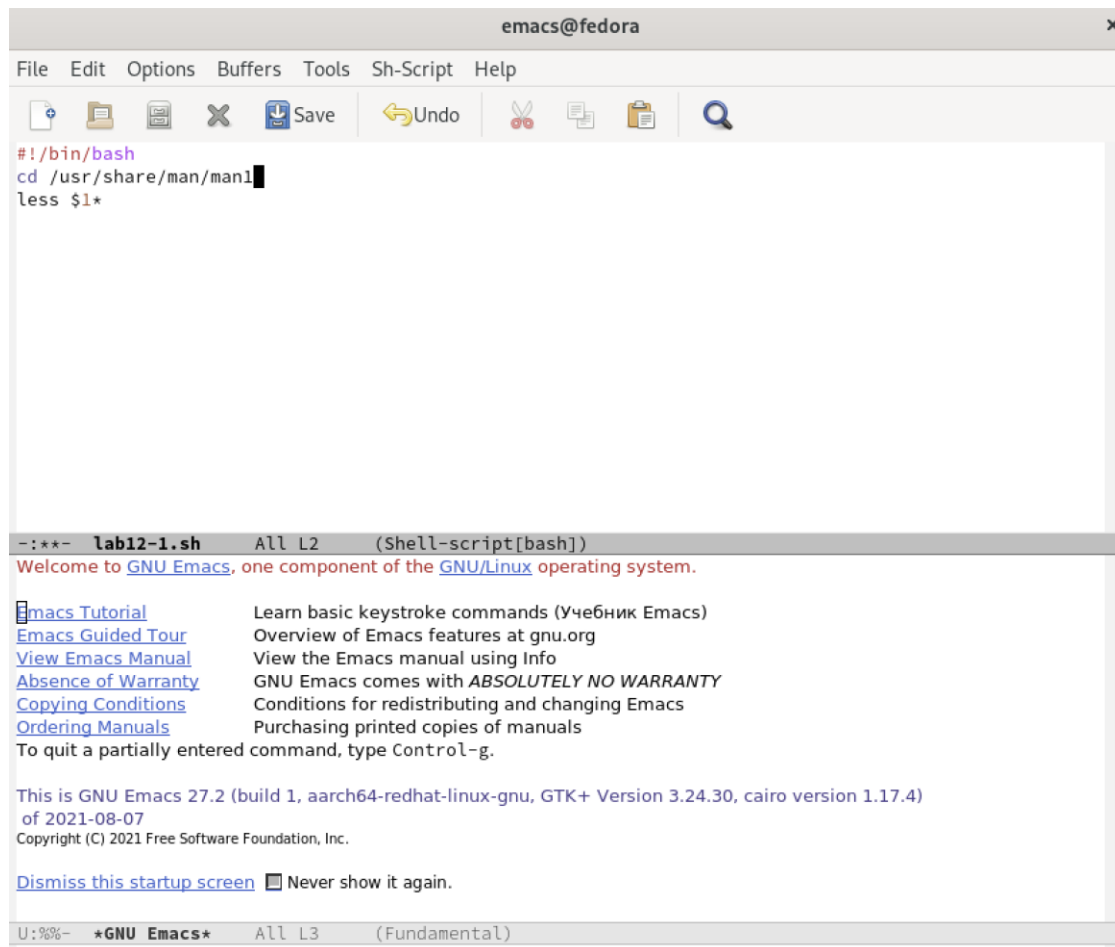 emacs@fedora ×
File Edit Options Buffers Tools Sh-Script Help
Save Undo
#!/bin/bash
cd /usr/share/man/man1
less $1*
-:**- lab12-1.sh All L2 (Shell-script[bash])
Welcome to GNU Emacs, one component of the GNU/Linux operating system.
Emacs Tutorial Learn basic keystroke commands (Учебник Emacs)
Emacs Guided Tour Overview of Emacs features at gnu.org
View Emacs Manual View the Emacs manual using Info
Absence of Warranty GNU Emacs comes with ABSOLUTELY NO WARRANTY
Copying Conditions Conditions for redistributing and changing Emacs
Ordering Manuals Purchasing printed copies of manuals
To quit a partially entered command, type Control-g.
This is GNU Emacs 27.2 (build 1, aarch64-redhat-linux-gnu, GTK+ Version 3.24.30, cairo version 1.17.4)
of 2021-08-07
Copyright (C) 2021 Free Software Foundation, Inc.
Dismiss this startup screen Never show it again.
U:%%- *GNU Emacs* All L3 (Fundamental)